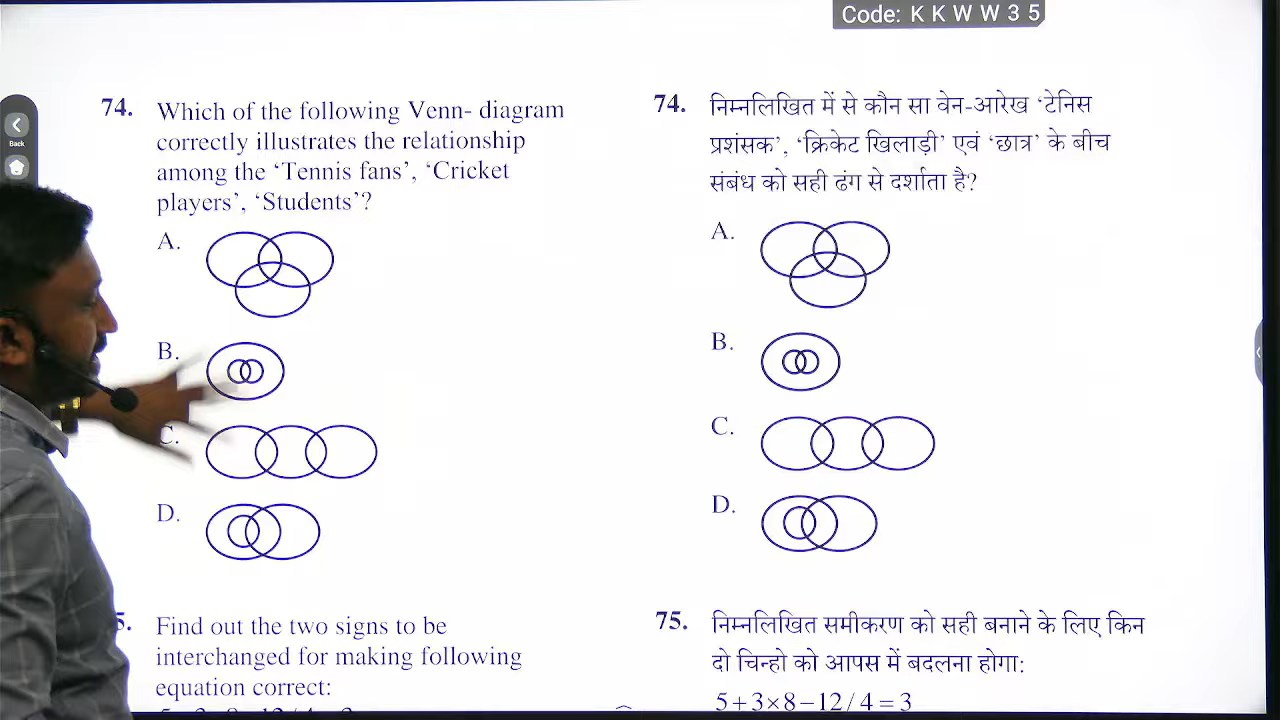 Code: K K W W 3 5
Back
74. Which of the following Venn- diagram
correctly illustrates the relationship
among the ‘Tennis fans’, ‘Cricket
players’, ‘Students’?
A.
B.
C.
D.
5. Find out the two signs to be
interchanged for making following
equation correct:
74. निम्नलिखित में से कौन सा वेन-आरेख ‘टेनिस
प्रशंसक’, ‘क्रिकेट खिलाड़ी’ एवं ‘छात्र’ के बीच
संबंध को सही ढंग से दर्शाता है?
A.
B.
C.
D.
75. निम्नलिखित समीकरण को सही बनाने के लिए किन
दो चिन्हो को आपस में बदलना होगा:
5+3×8−12/4=3